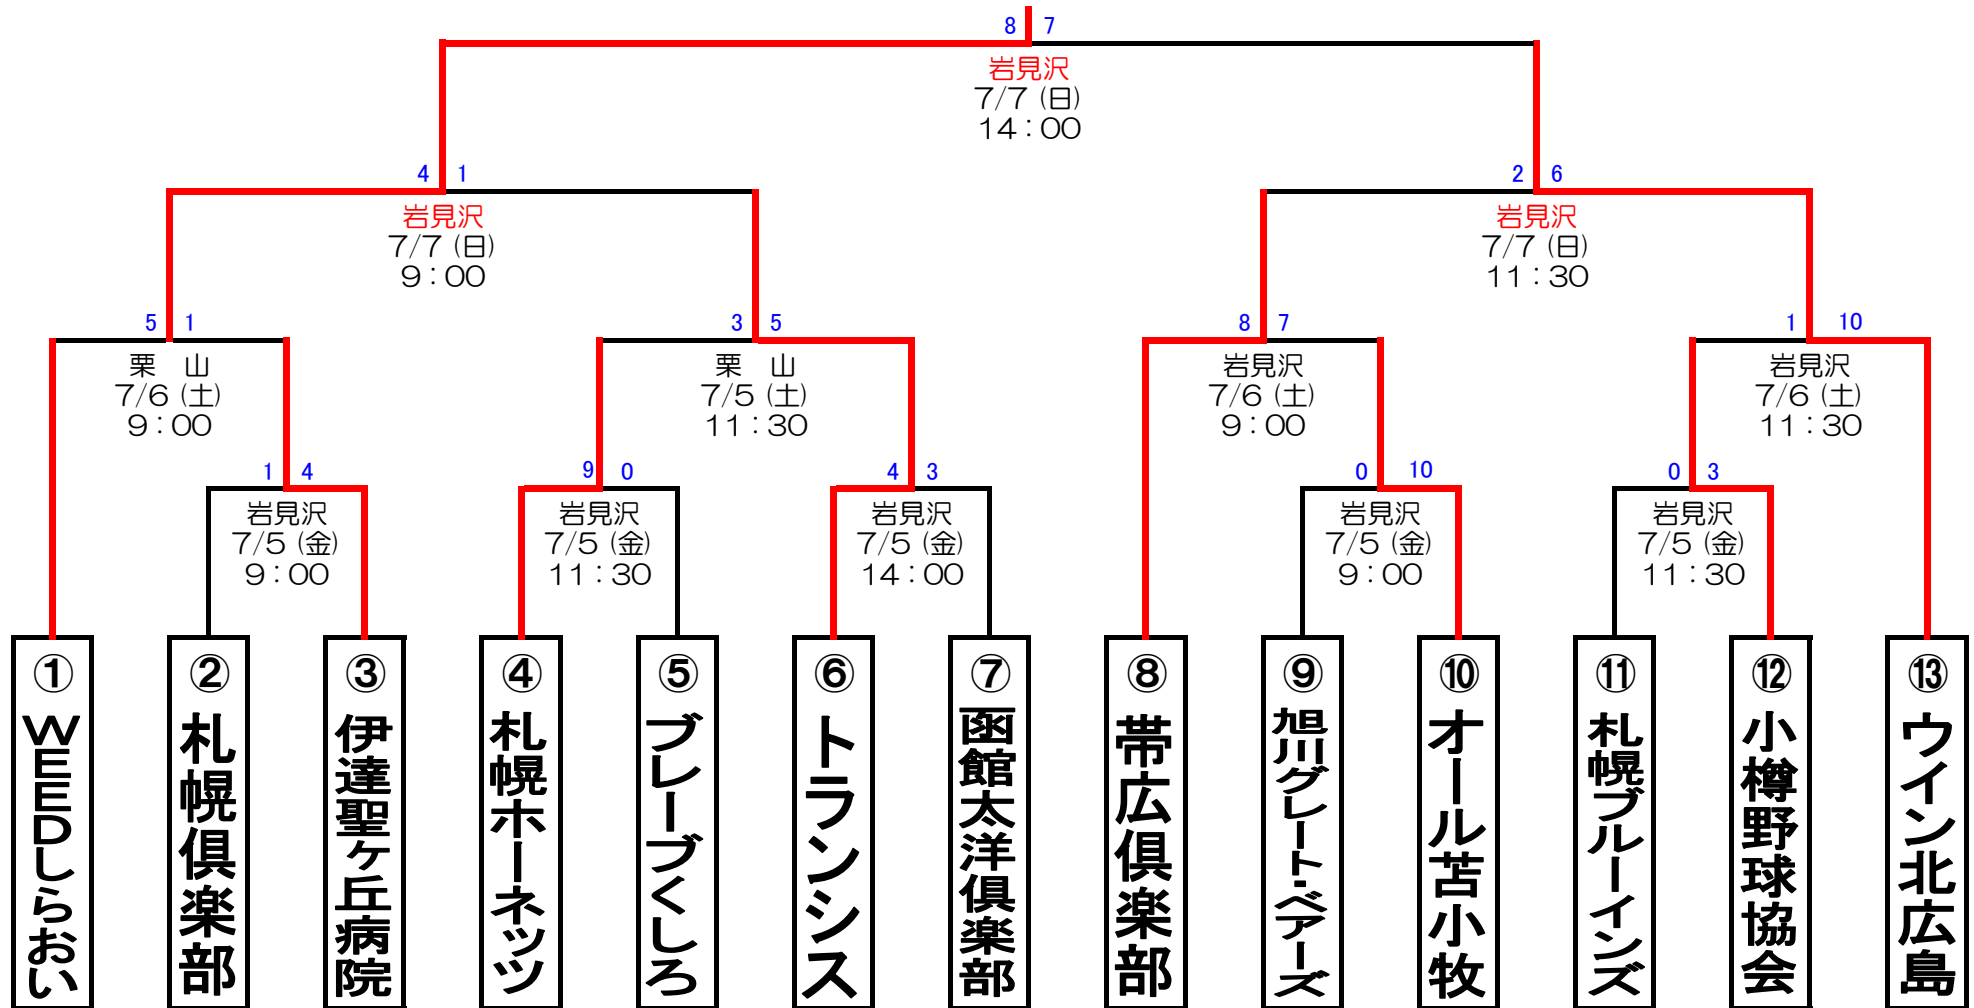 8 7
岩見沢
7/7 (日)
14：00
4 1
岩見沢
7/7 (日)
9：00
2 6
岩見沢
7/7 (日)
11：30
5 1
栗　山
7/6 (土)
9：00
3 5
栗　山
7/5 (土)
11：30
8 7
岩見沢
7/6 (土)
9：00
1 10
岩見沢
7/6 (土)
11：30
1 4
岩見沢
7/5 (金)
9：00
9 0
岩見沢
7/5 (金)
11：30
4 3
岩見沢
7/5 (金)
14：00
0 10
岩見沢
7/5 (金)
9：00
0 3
岩見沢
7/5 (金)
11：30
①WEEDしらおい
②札幌倶楽部
③伊達聖ヶ丘病院
④札幌ホーネッツ
⑤ブレーブくしろ
⑥トランシス
⑦函館太洋倶楽部
⑧帯広倶楽部
⑨旭川グレート・ベアーズ
⑩オール苫小牧
⑪札幌ブルーインズ
⑫小樽野球協会
⑬ウイン北広島